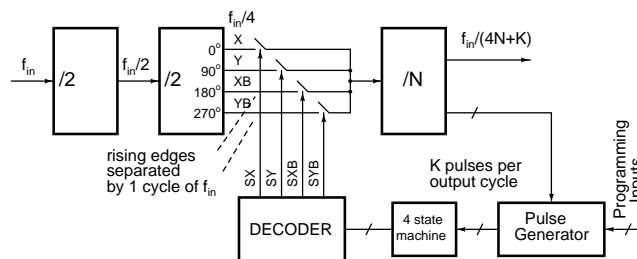 f_in/4
X
f_in
/2
f_in/2
/2
0°
90°
Y
180°
XB
270°
YB
/N
f_in/(4N+K)
rising edges
separated
by 1 cycle of f_in
SX
SY
SXB
SYB
K pulses per
output cycle
DECODER
4 state
machine
Pulse
Generator
Programming
Inputs